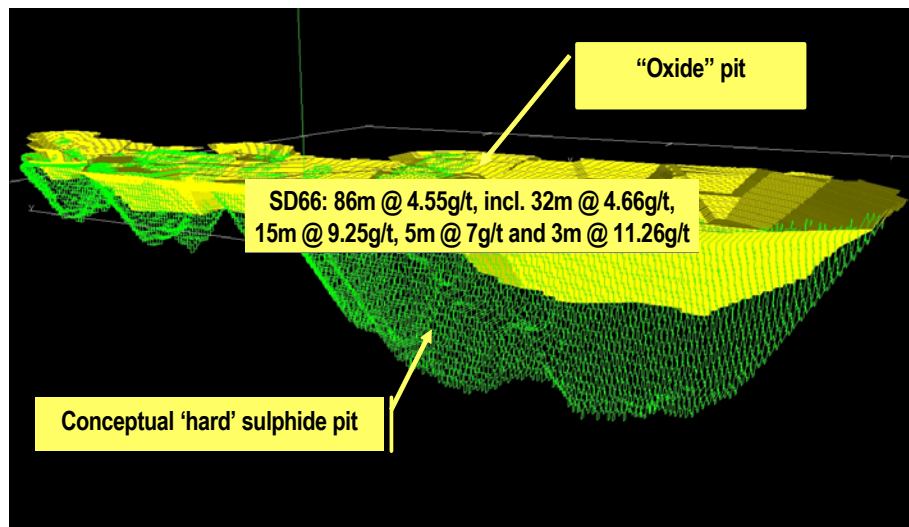 “Oxide” pit
SD66: 86m @ 4.55g/t, incl. 32m @ 4.66g/t,
15m @ 9.25g/t, 5m @ 7g/t and 3m @ 11.26g/t
Conceptual ‘hard’ sulphide pit